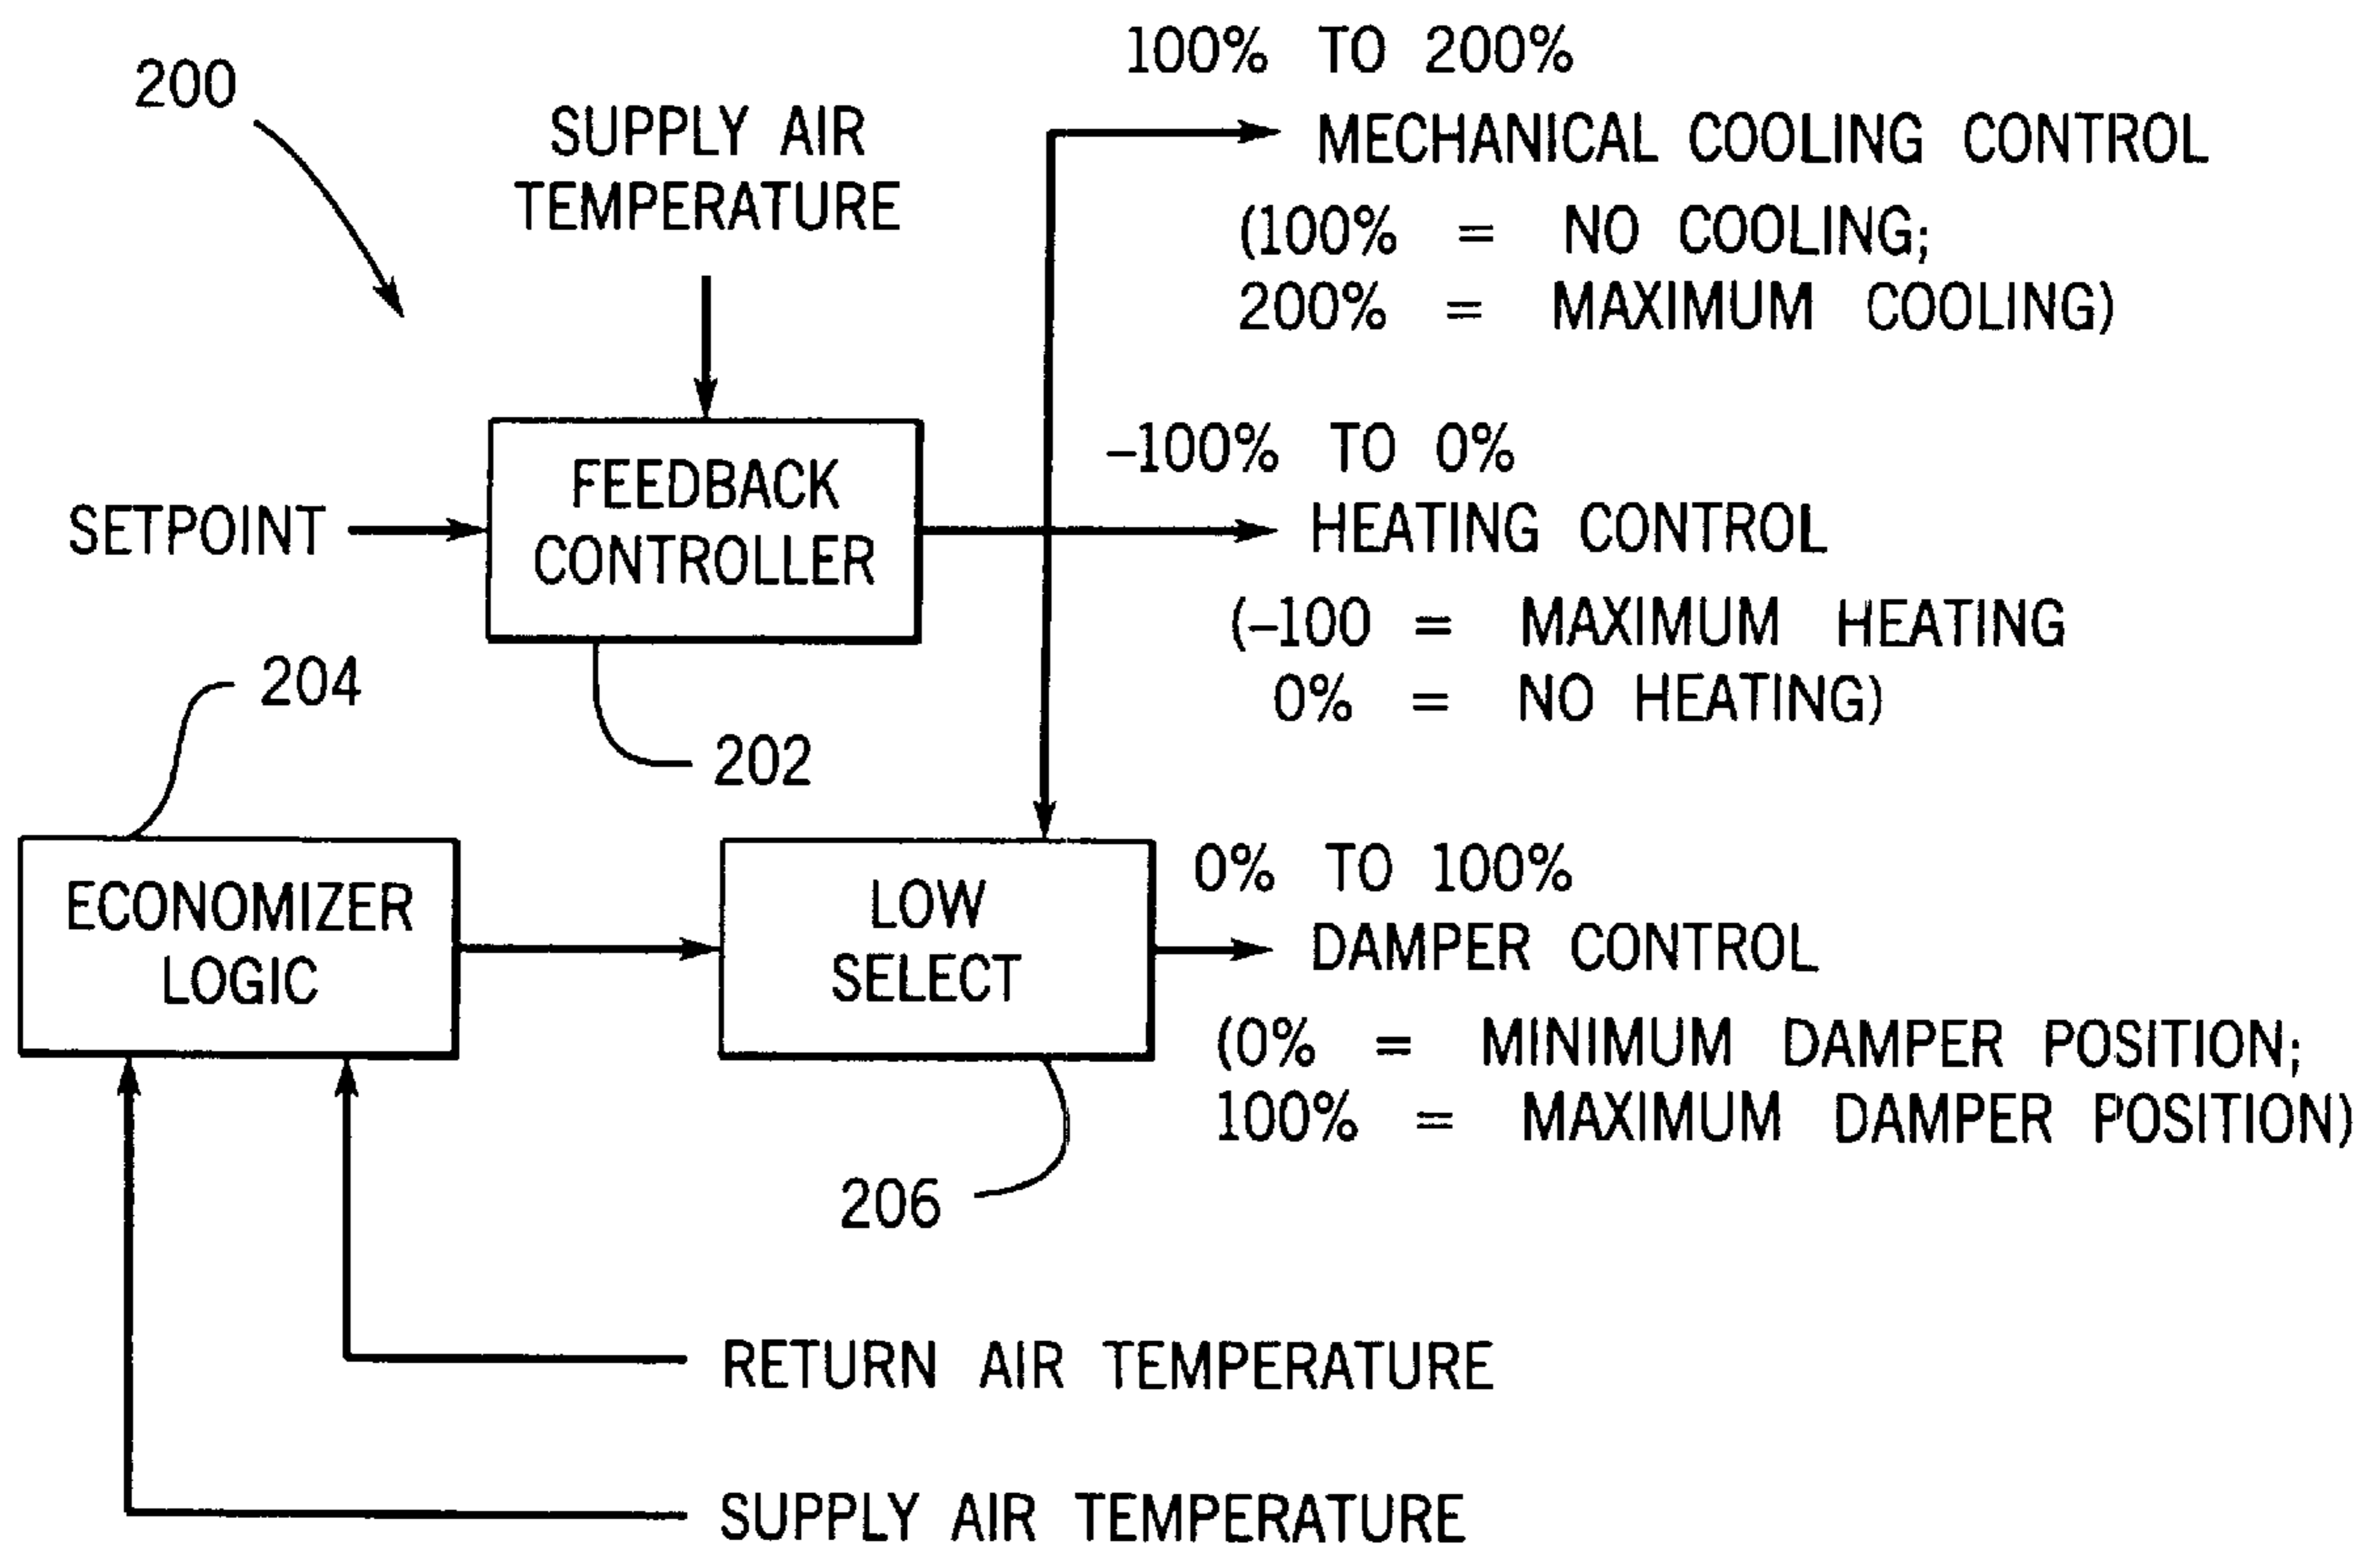 200
SUPPLY AIR
TEMPERATURE
100% TO 200%
MECHANICAL COOLING CONTROL
(100% = NO COOLING;
200% = MAXIMUM COOLING)
SETPOINT
FEEDBACK
CONTROLLER
-100% TO 0%
HEATING CONTROL
(-100 = MAXIMUM HEATING
0% = NO HEATING)
204
202
ECONOMIZER
LOGIC
LOW
SELECT
0% TO 100%
DAMPER CONTROL
(0% = MINIMUM DAMPER POSITION;
100% = MAXIMUM DAMPER POSITION)
206
RETURN AIR TEMPERATURE
SUPPLY AIR TEMPERATURE